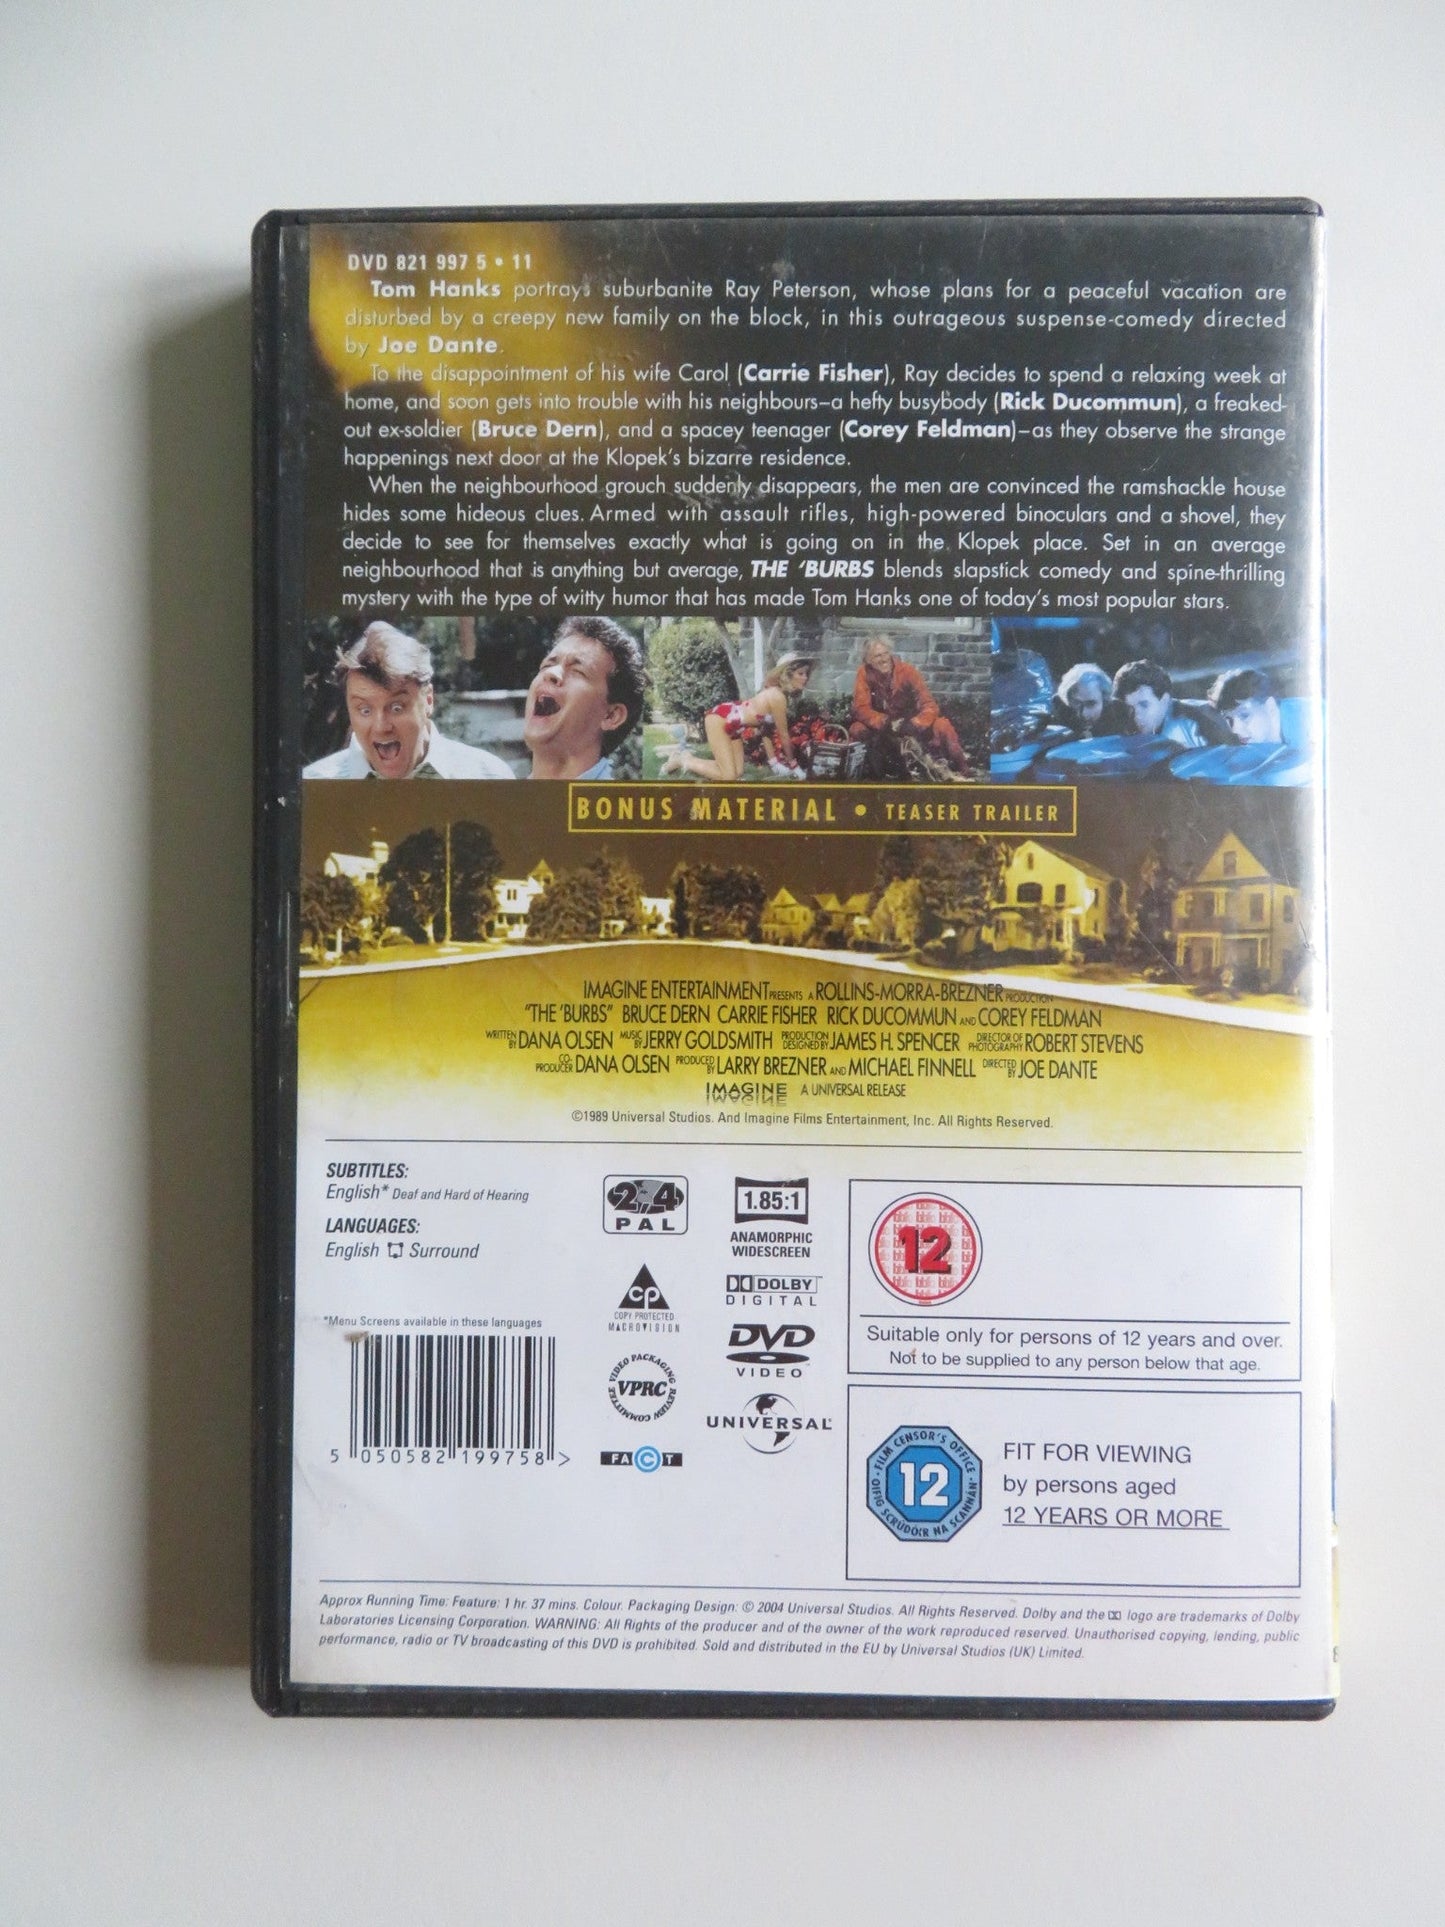 DVD 821 997 5 • 11
Tom Hanks portrays suburbanite Ray Peterson, whose plans for a peaceful vacation are
disturbed by a creepy new family on the block, in this outrageous suspense-comedy directed
by Joe Dante.
To the disappointment of his wife Carol (Carrie Fisher), Ray decides to spend a relaxing week at
home, and soon gets into trouble with his neighbours–a hefty busybody (Rick Ducommun), a freaked-
out ex-soldier (Bruce Dern), and a spacey teenager (Corey Feldman)–as they observe the strange
happenings next door at the Klopek's bizarre residence.
When the neighbourhood grouch suddenly disappears, the men are convinced the ramshackle house
hides some hideous clues. Armed with assault rifles, high-powered binoculars and a shovel, they
decide to see for themselves exactly what is going on in the Klopek place. Set in an average
neighbourhood that is anything but average, THE 'BURBS blends slapstick comedy and spine-thrilling
mystery with the type of witty humor that has made Tom Hanks one of today's most popular stars.
BONUS MATERIAL • TEASER TRAILER
IMAGINE ENTERTAINMENT PRESENTS A ROLLINS-MORRA-BREZNER PRODUCTION
"THE 'BURBS" BRUCE DERN CARRIE FISHER RICK DUCOMMUN AND COREY FELDMAN
WRITTEN BY DANA OLSEN MUSIC BY JERRY GOLDSMITH PRODUCTION DESIGNED BY JAMES H. SPENCER DIRECTOR OF PHOTOGRAPHY ROBERT STEVENS
CO-PRODUCER DANA OLSEN PRODUCED BY LARRY BREZNER AND MICHAEL FINNELL DIRECTED BY JOE DANTE
IMAGINE A UNIVERSAL RELEASE
©1989 Universal Studios. And Imagine Films Entertainment, Inc. All Rights Reserved.
SUBTITLES:
English* Deaf and Hard of Hearing
LANGUAGES:
English Surround
*Menu Screens available in these languages
5 050582 199758 >
2 4
PAL
CP
COPY PROTECTED
MACROVISION
VIDEO PACKAGING REVIEW COMMITTEE
VPRC
FACT
1.85:1
ANAMORPHIC
WIDESCREEN
DOLBY
DIGITAL
DVD
VIDEO
UNIVERSAL
12
Suitable only for persons of 12 years and over.
Not to be supplied to any person below that age.
FILM CENSOR'S OFFICE
12
OIFIG SCRÚDÓIR NA SCANNÁN
FIT FOR VIEWING
by persons aged
12 YEARS OR MORE
Approx Running Time: Feature: 1 hr. 37 mins. Colour. Packaging Design: © 2004 Universal Studios. All Rights Reserved. Dolby and the logo are trademarks of Dolby
Laboratories Licensing Corporation. WARNING: All Rights of the producer and of the owner of the work reproduced reserved. Unauthorised copying, lending, public
performance, radio or TV broadcasting of this DVD is prohibited. Sold and distributed in the EU by Universal Studios (UK) Limited.